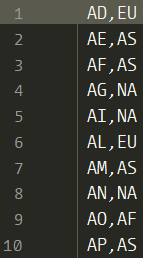 1 AD,EU
2 AE,AS
3 AF,AS
4 AG,NA
5 AI,NA
6 AL,EU
7 AM,AS
8 AN,NA
9 AO,AF
10 AP,AS